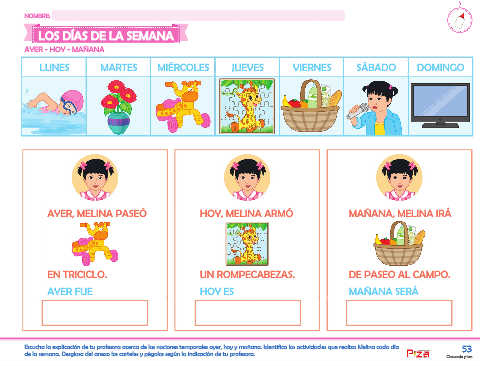 NOMBRE:
LOS DÍAS DE LA SEMANA
AYER - HOY - MAÑANA
LUNES MARTES MIÉRCOLES JUEVES VIERNES SÁBADO DOMINGO
AYER, MELINA PASEÓ
EN TRICICLO.
AYER FUE
HOY, MELINA ARMÓ
UN ROMPECABEZAS.
HOY ES
MAÑANA, MELINA IRÁ
DE PASEO AL CAMPO.
MAÑANA SERÁ
Escucha la explicación de tu profesora acerca de las nociones temporales ayer, hoy y mañana. Identifica las actividades que realiza Melina cada día
de la semana. Desglosa del anexo los carteles y pégalos según la indicación de tu profesora.
53